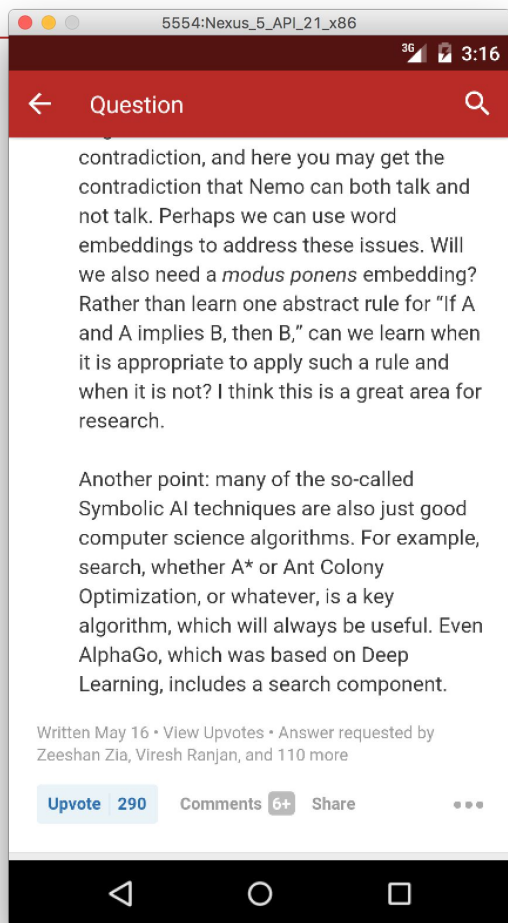 5554:Nexus_5_API_21_x86
3G 3:16
Question
contradiction, and here you may get the
contradiction that Nemo can both talk and
not talk. Perhaps we can use word
embeddings to address these issues. Will
we also need a modus ponens embedding?
Rather than learn one abstract rule for “If A
and A implies B, then B,” can we learn when
it is appropriate to apply such a rule and
when it is not? I think this is a great area for
research.
Another point: many of the so-called
Symbolic AI techniques are also just good
computer science algorithms. For example,
search, whether A* or Ant Colony
Optimization, or whatever, is a key
algorithm, which will always be useful. Even
AlphaGo, which was based on Deep
Learning, includes a search component.
Written May 16 • View Upvotes • Answer requested by
Zeeshan Zia, Viresh Ranjan, and 110 more
Upvote 290 Comments 6+ Share